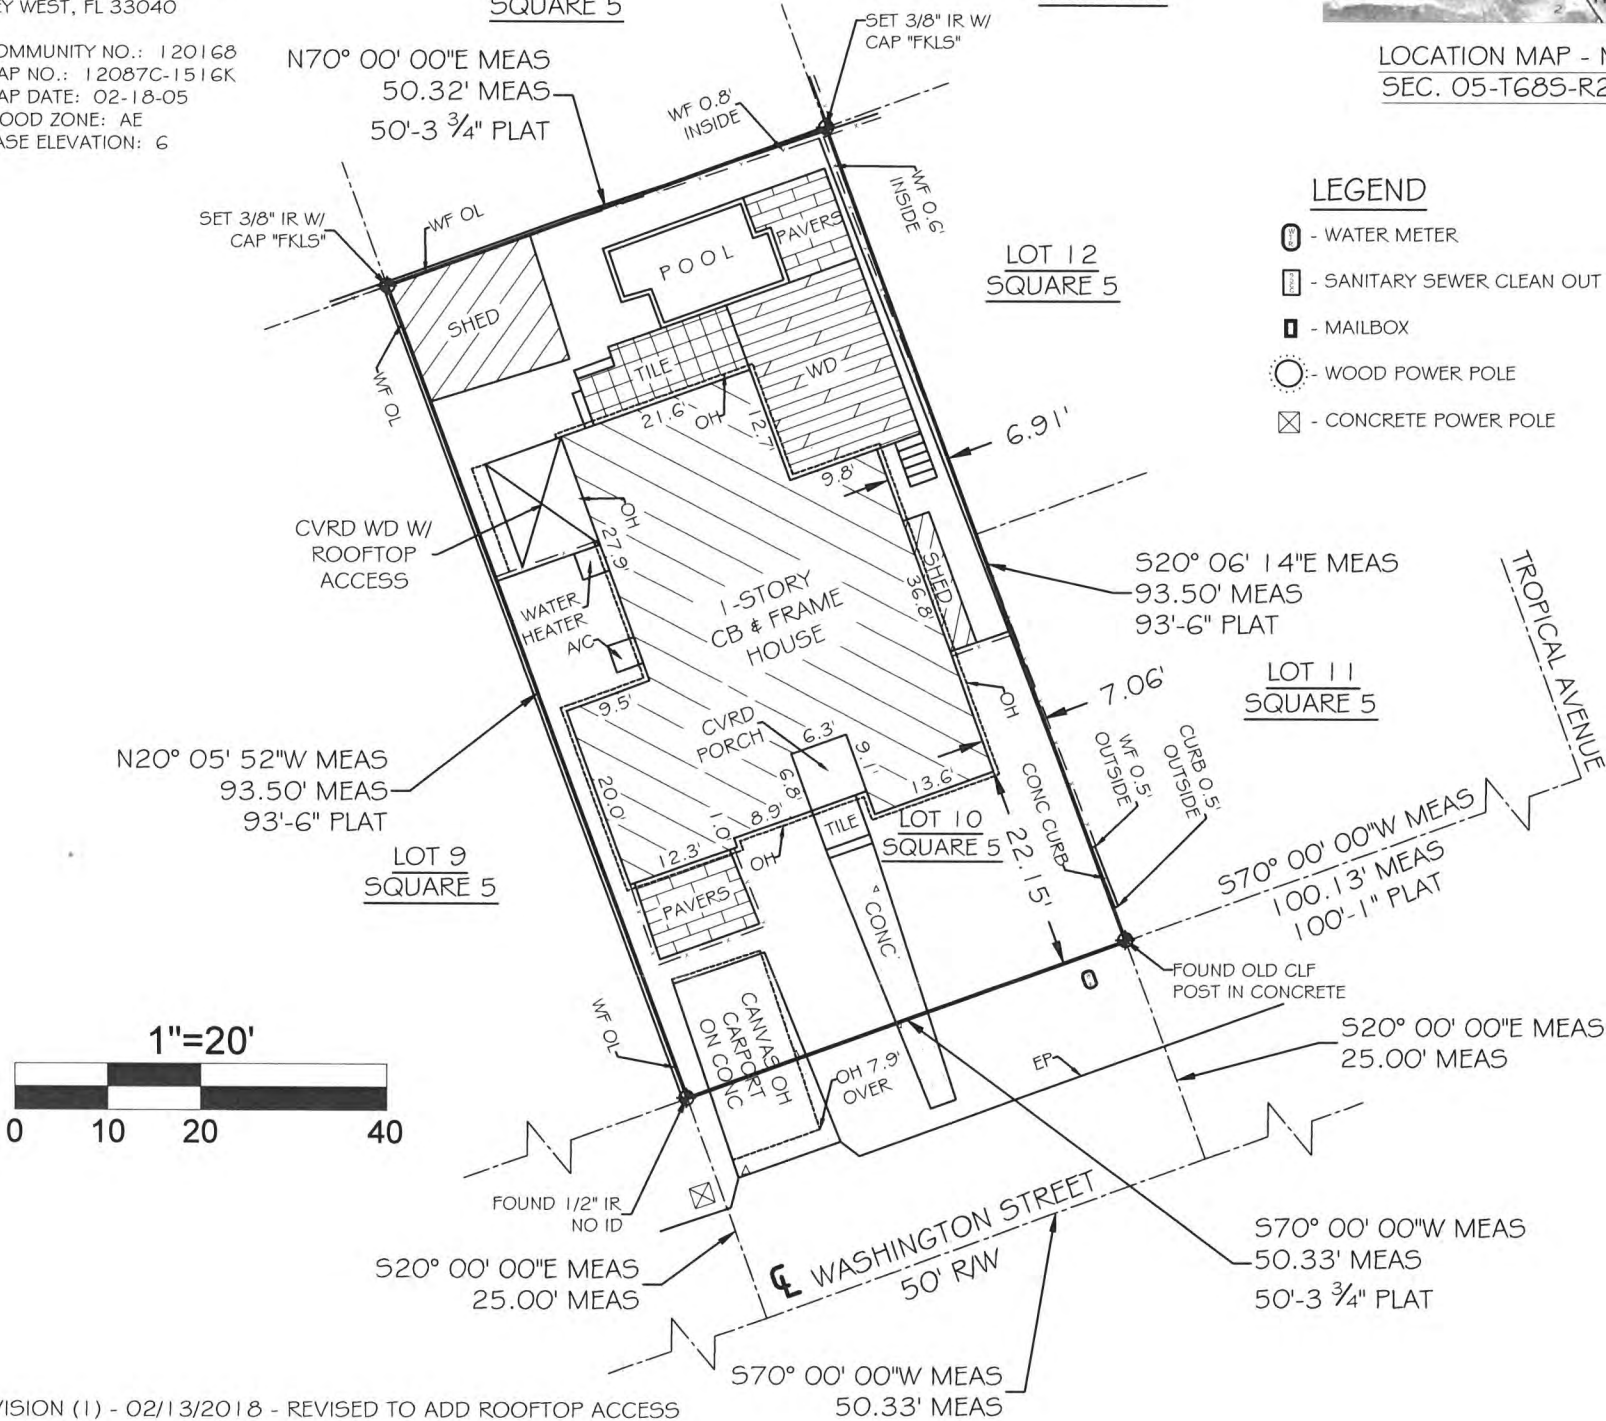 EY WEST, FL 33040
SQUARE 5
OMMUNITY NO.: 120168
AP NO.: 12087C-1516K
AP DATE: 02-18-05
OOD ZONE: AE
ASE ELEVATION: 6
N70° 00' 00"E MEAS
50.32' MEAS
50'-3 3/4" PLAT
SET 3/8" IR W/
CAP "FKLS"
LOCATION MAP - N
SEC. 05-T68S-R2
WF 0.8'
INSIDE
WF 0.6'
INSIDE
SET 3/8" IR W/
CAP "FKLS"
WF OL
LEGEND
- WATER METER
- SANITARY SEWER CLEAN OUT
- MAILBOX
- WOOD POWER POLE
- CONCRETE POWER POLE
LOT 12
SQUARE 5
POOL
PAVERS
SHED
WF OL
TILE
WD
21.6'
OH
12.7'
9.8'
6.91'
CVRD WD W/
ROOFTOP
ACCESS
OH
27.9'
WATER
HEATER
A/C
1-STORY
CB & FRAME
HOUSE
36.8'
SHED
S20° 06' 14"E MEAS
93.50' MEAS
93'-6" PLAT
TROPICAL AVENUE
LOT 11
SQUARE 5
7.06'
OH
9.5'
CVRD
PORCH
6.3'
9.1'
6.8'
13.6'
N20° 05' 52"W MEAS
93.50' MEAS
93'-6" PLAT
20.0'
8.9'
1.0'
12.3'
OH
TILE
LOT 10
SQUARE 5
22.15'
CONC CURB
WF 0.5'
OUTSIDE
CURB 0.5'
OUTSIDE
S70° 00' 00"W MEAS
100.13' MEAS
100'-1" PLAT
LOT 9
SQUARE 5
PAVERS
CONC
FOUND OLD CLF
POST IN CONCRETE
S20° 00' 00"E MEAS
25.00' MEAS
WF OL
CANVAS OH
CARPORT
ON CONC
OH 7.9'
OVER
EP
1"=20'
0 10 20 40
FOUND 1/2" IR
NO ID
S20° 00' 00"E MEAS
25.00' MEAS
℄ WASHINGTON STREET
50' R/W
S70° 00' 00"W MEAS
50.33' MEAS
50'-3 3/4" PLAT
S70° 00' 00"W MEAS
50.33' MEAS
VISION (1) - 02/13/2018 - REVISED TO ADD ROOFTOP ACCESS